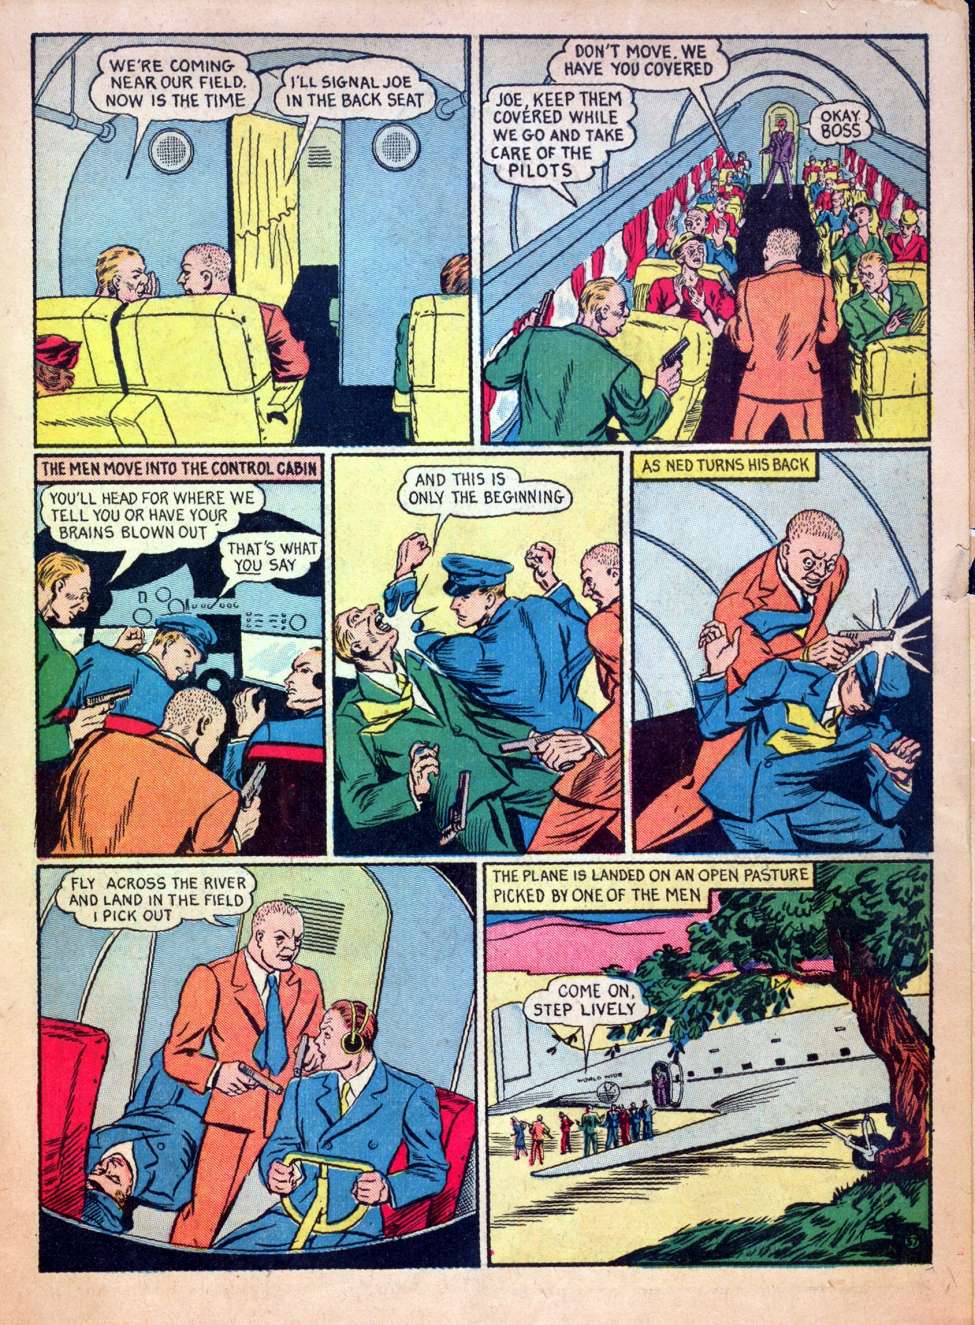 WE'RE COMING
NEAR OUR FIELD.
NOW IS THE TIME
I'LL SIGNAL JOE
IN THE BACK SEAT
DON'T MOVE. WE
HAVE YOU COVERED
JOE, KEEP THEM
COVERED WHILE
WE GO AND TAKE
CARE OF THE
PILOTS
OKAY
BOSS
THE MEN MOVE INTO THE CONTROL CABIN
YOU'LL HEAD FOR WHERE WE
TELL YOU OR HAVE YOUR
BRAINS BLOWN OUT
THAT'S WHAT
YOU SAY
AND THIS IS
ONLY THE BEGINNING
AS NED TURNS HIS BACK
FLY ACROSS THE RIVER
AND LAND IN THE FIELD
I PICK OUT
THE PLANE IS LANDED ON AN OPEN PASTURE
PICKED BY ONE OF THE MEN
COME ON,
STEP LIVELY
WORLD WIDE
3